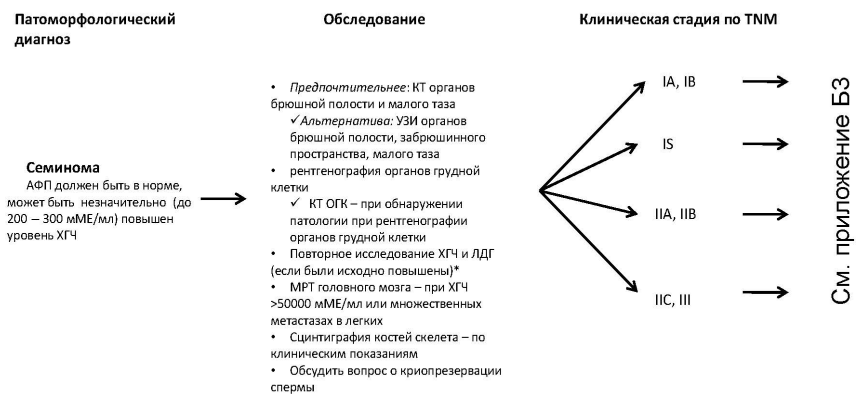 Патоморфологический
диагноз
Обследование
Клиническая стадия по TNM
Семинома
АФП должен быть в норме,
может быть незначительно (до
200 – 300 мМЕ/мл) повышен
уровень ХГЧ
• Предпочтительнее: КТ органов
брюшной полости и малого таза
✓Альтернатива: УЗИ органов
брюшной полости, забрюшинного
пространства, малого таза
• рентгенография органов грудной
клетки
✓ КТ ОГК – при обнаружении
патологии при рентгенографии
органов грудной клетки
• Повторное исследование ХГЧ и ЛДГ
(если были исходно повышены)*
• МРТ головного мозга – при ХГЧ
>50000 мМЕ/мл или множественных
метастазах в легких
• Сцинтиграфия костей скелета – по
клиническим показаниям
• Обсудить вопрос о криопрезервации
спермы
IA, IB
IS
IIA, IIB
IIC, III
См. приложение Б3